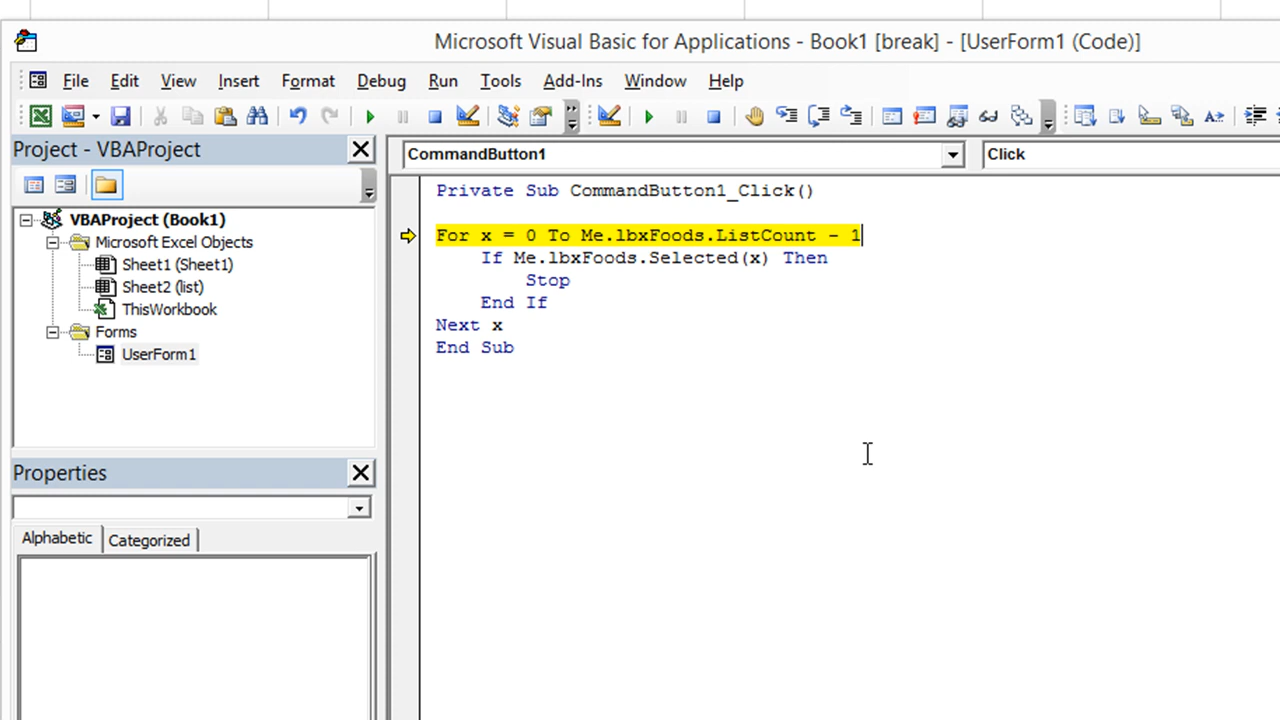 Microsoft Visual Basic for Applications - Book1 [break] - [UserForm1 (Code)]
File Edit View Insert Format Debug Run Tools Add-Ins Window Help
Project - VBAProject
CommandButton1
Click
VBAProject (Book1)
Microsoft Excel Objects
Sheet1 (Sheet1)
Sheet2 (list)
ThisWorkbook
Forms
UserForm1
Properties
Alphabetic Categorized
Private Sub CommandButton1_Click()
For x = 0 To Me.lbxFoods.ListCount - 1
If Me.lbxFoods.Selected(x) Then
Stop
End If
Next x
End Sub